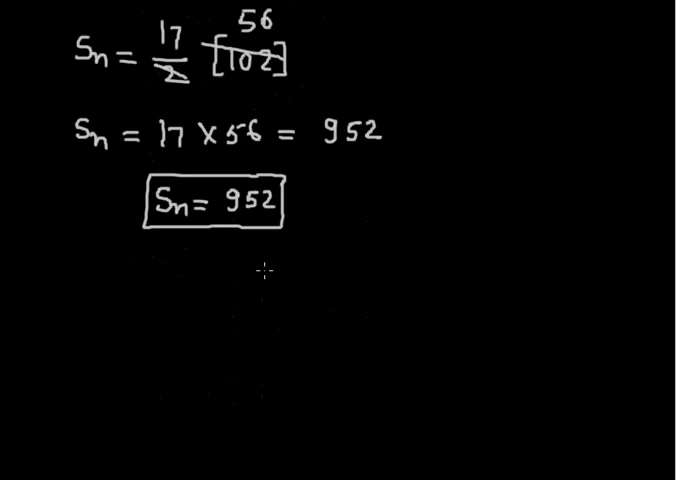 Sn = 17/2 [102] 56
Sn = 17 × 56 = 952
Sn = 952